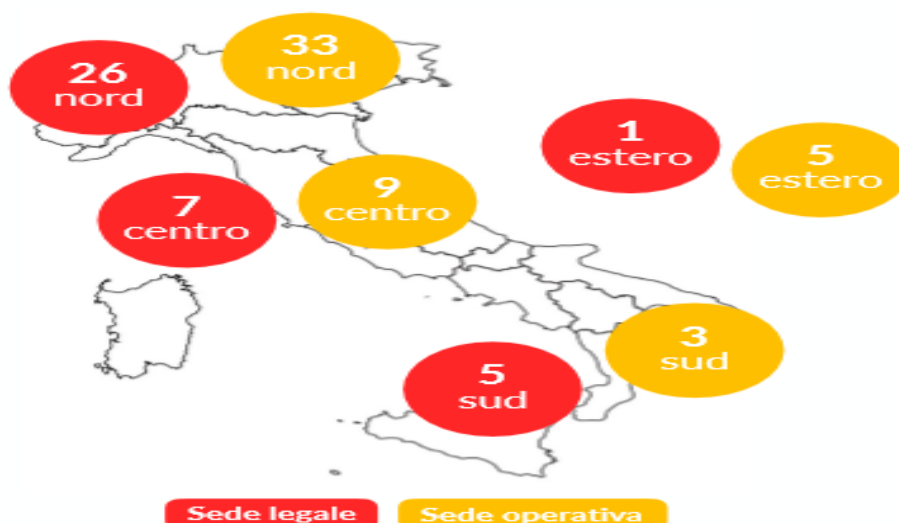 33
nord
26
nord
1
estero
5
estero
9
centro
7
centro
3
sud
5
sud
Sede legale
Sede operativa